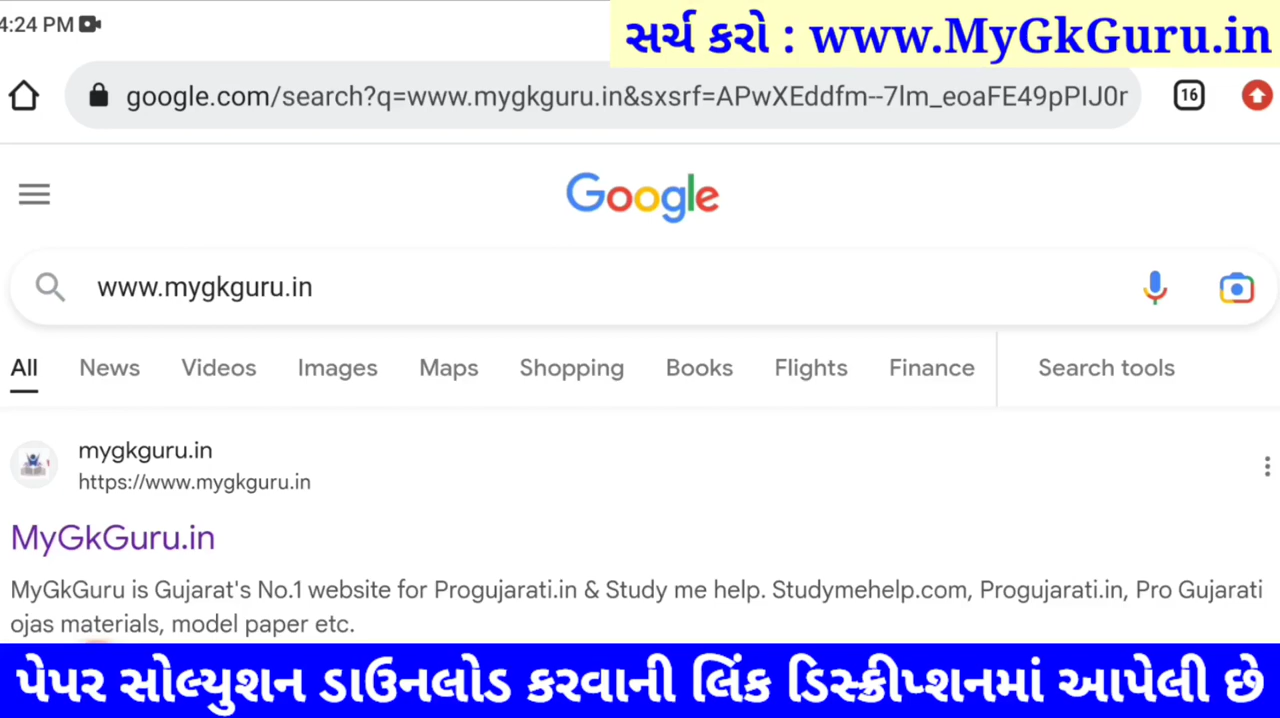 4:24 PM
સર્ચ કરો : www.MyGkGuru.in
google.com/search?q=www.mygkguru.in&sxsrf=APwXEddfm--7lm_eoaFE49pPIJ0r
16
Google
www.mygkguru.in
All News Videos Images Maps Shopping Books Flights Finance Search tools
mygkguru.in
https://www.mygkguru.in
MyGkGuru.in
MyGkGuru is Gujarat's No.1 website for Progujarati.in & Study me help. Studymehelp.com, Progujarati.in, Pro Gujarati
ojas materials, model paper etc.
પેપર સોલ્યુશન ડાઉનલોડ કરવાની લિંક ડિસ્ક્રીપ્શનમાં આપેલી છે